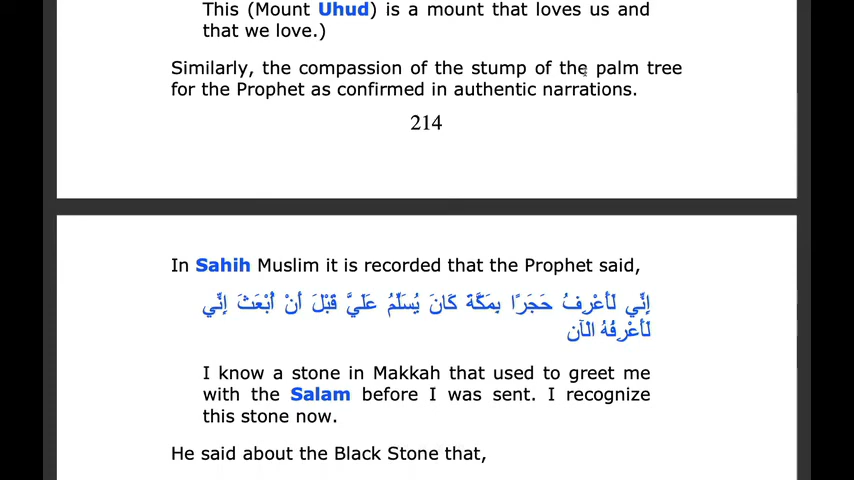 This (Mount Uhud) is a mount that loves us and
that we love.)
Similarly, the compassion of the stump of the palm tree
for the Prophet as confirmed in authentic narrations.
214
In Sahih Muslim it is recorded that the Prophet said,
إِنِّي لَأَعْرِفُ حَجَرًا بِمَكَّةَ كَانَ يُسَلِّمُ عَلَيَّ قَبْلَ أَنْ أُبْعَثَ إِنِّي
لَأَعْرِفُهُ الْآن
I know a stone in Makkah that used to greet me
with the Salam before I was sent. I recognize
this stone now.
He said about the Black Stone that,